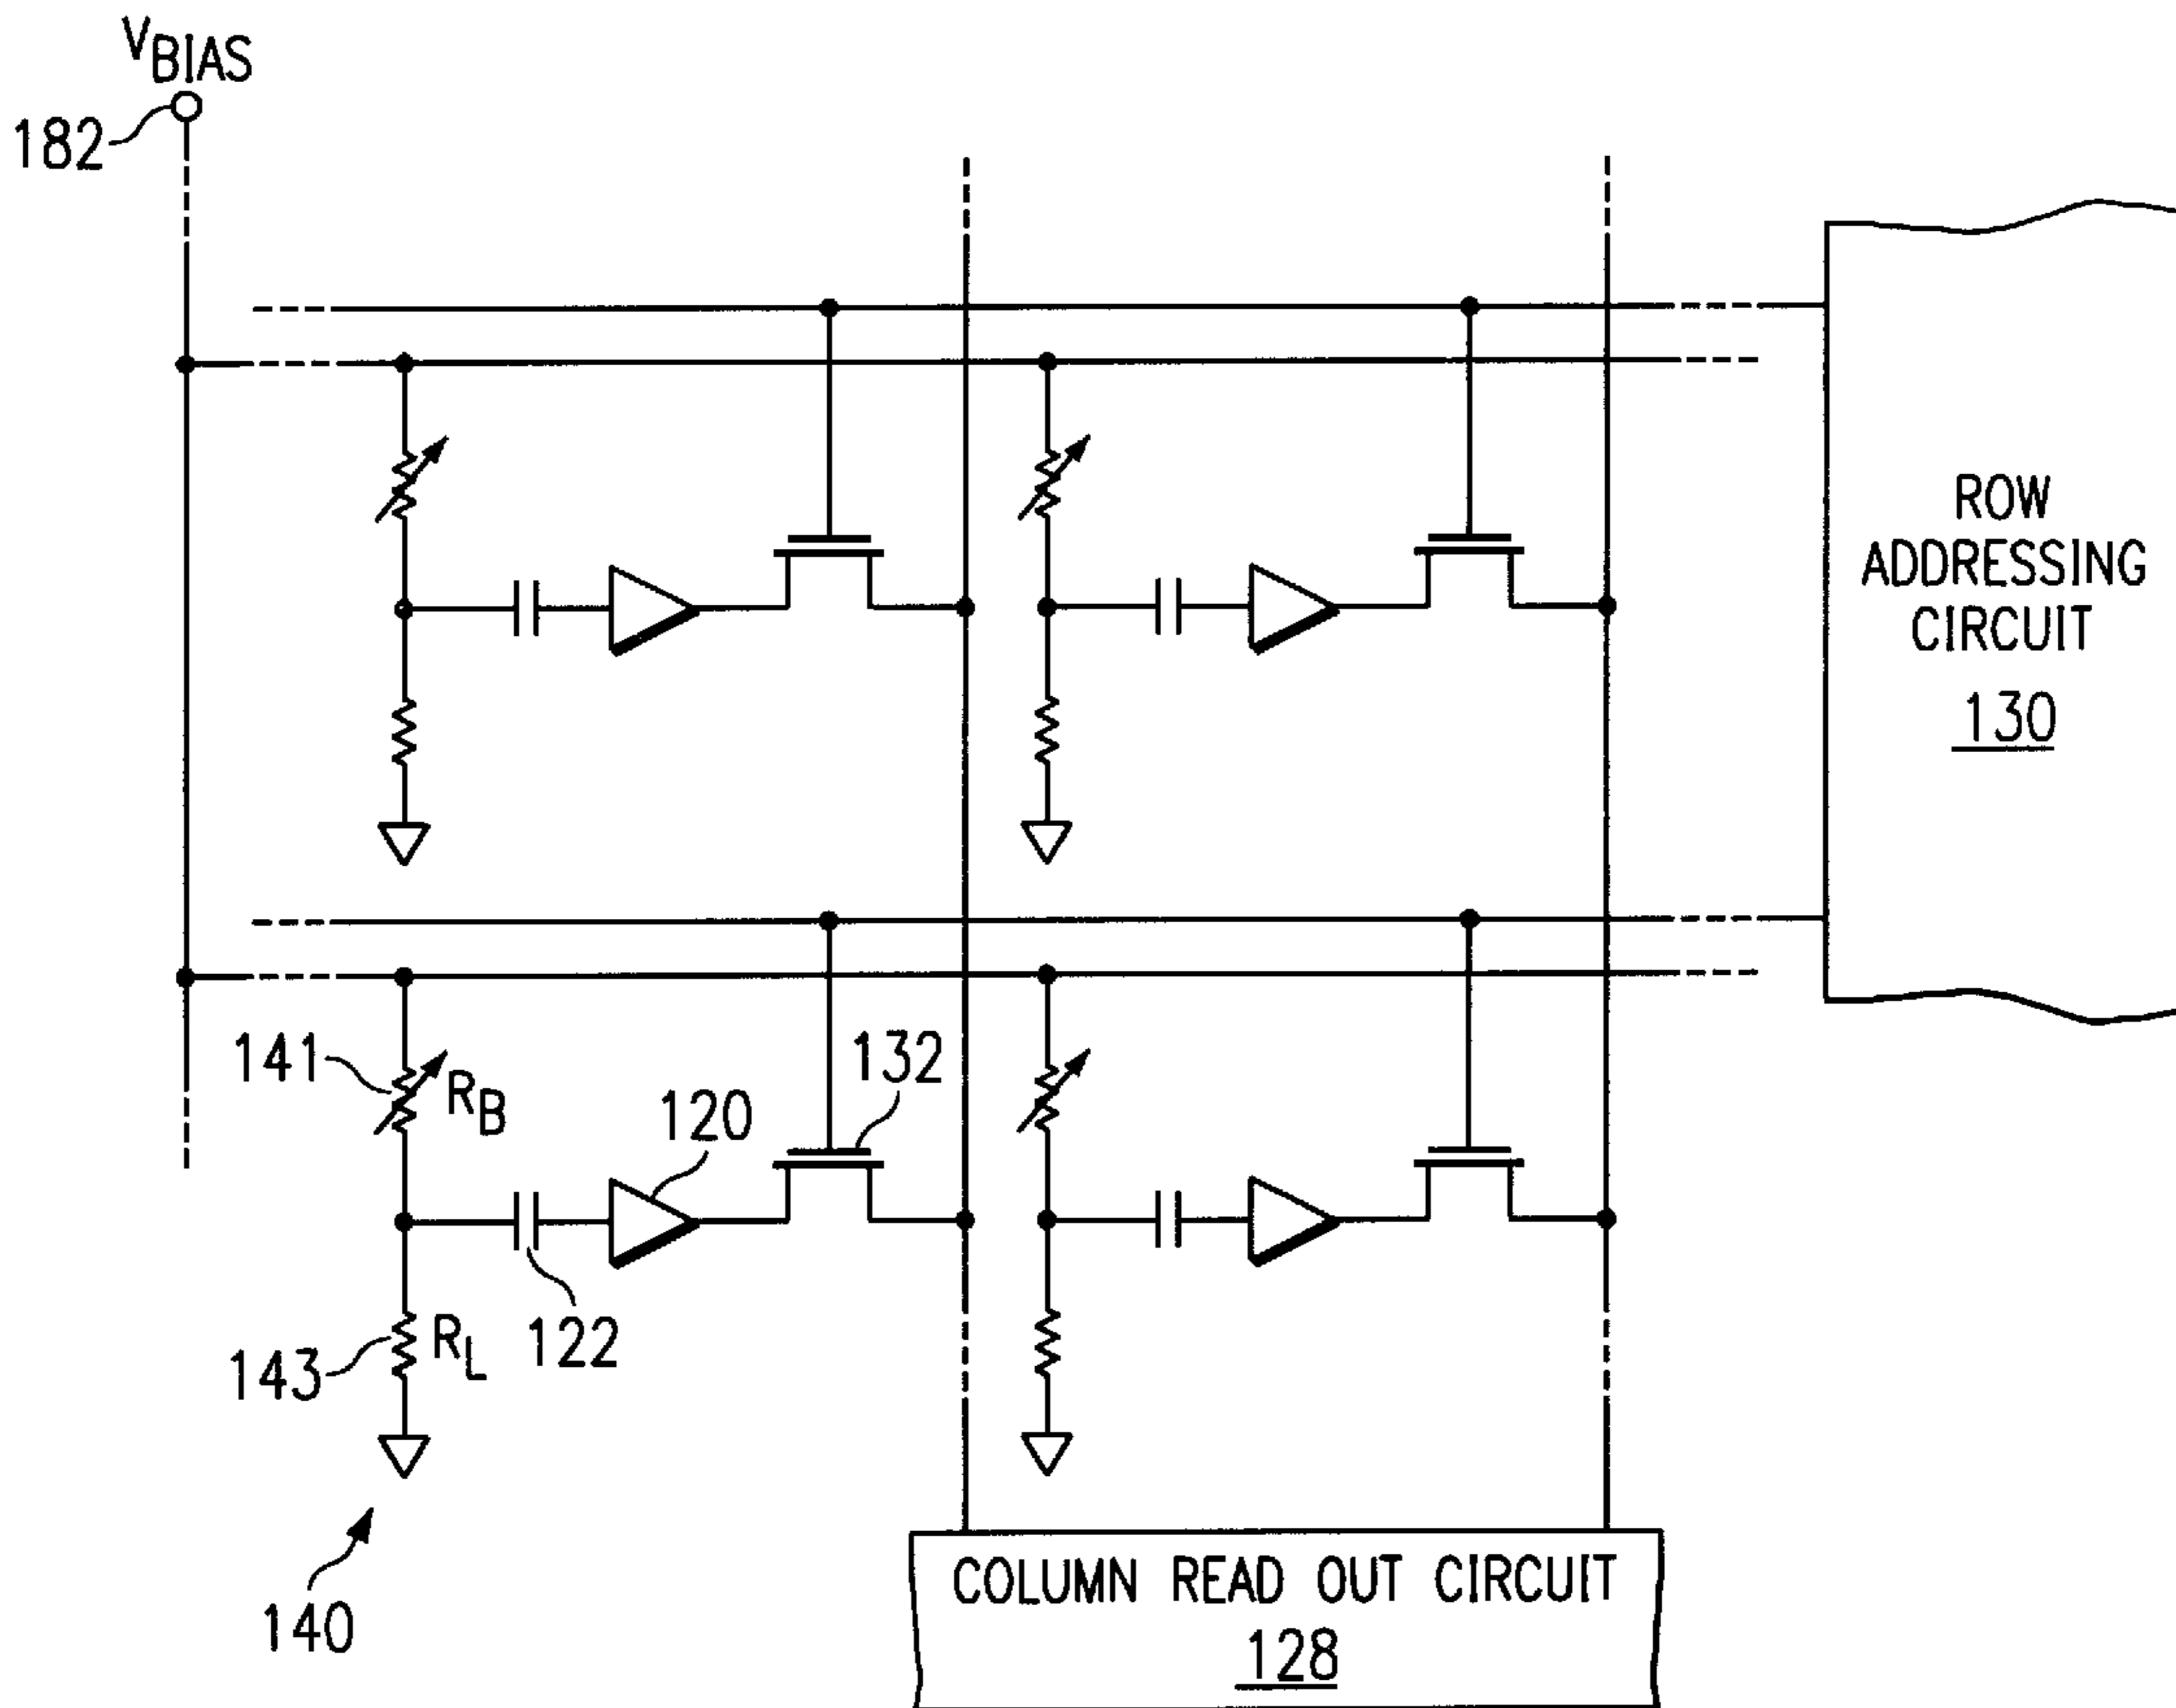 VBIAS
182
ROW
ADDRESSING
CIRCUIT
130
141
RB
120
132
143
RL
122
140
COLUMN READ OUT CIRCUIT
128